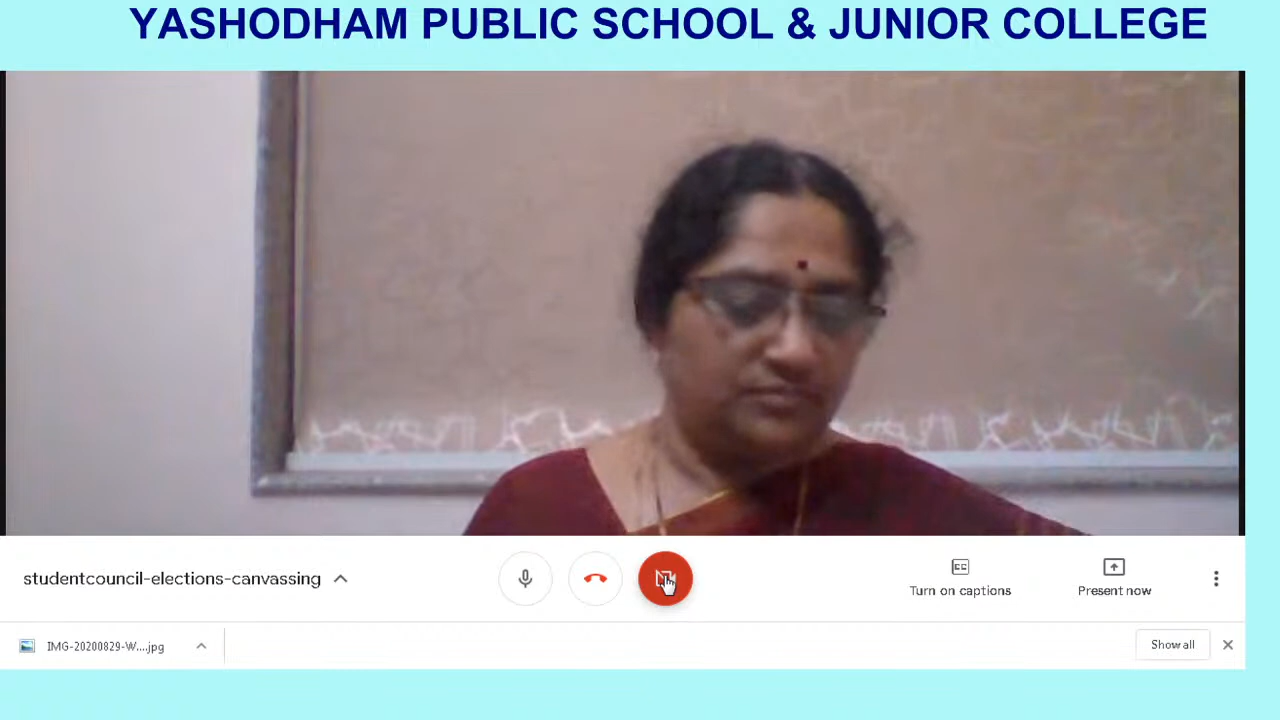 YASHODHAM PUBLIC SCHOOL & JUNIOR COLLEGE
studentcouncil-elections-canvassing
Turn on captions
Present now
IMG-20200829-W....jpg
Show all